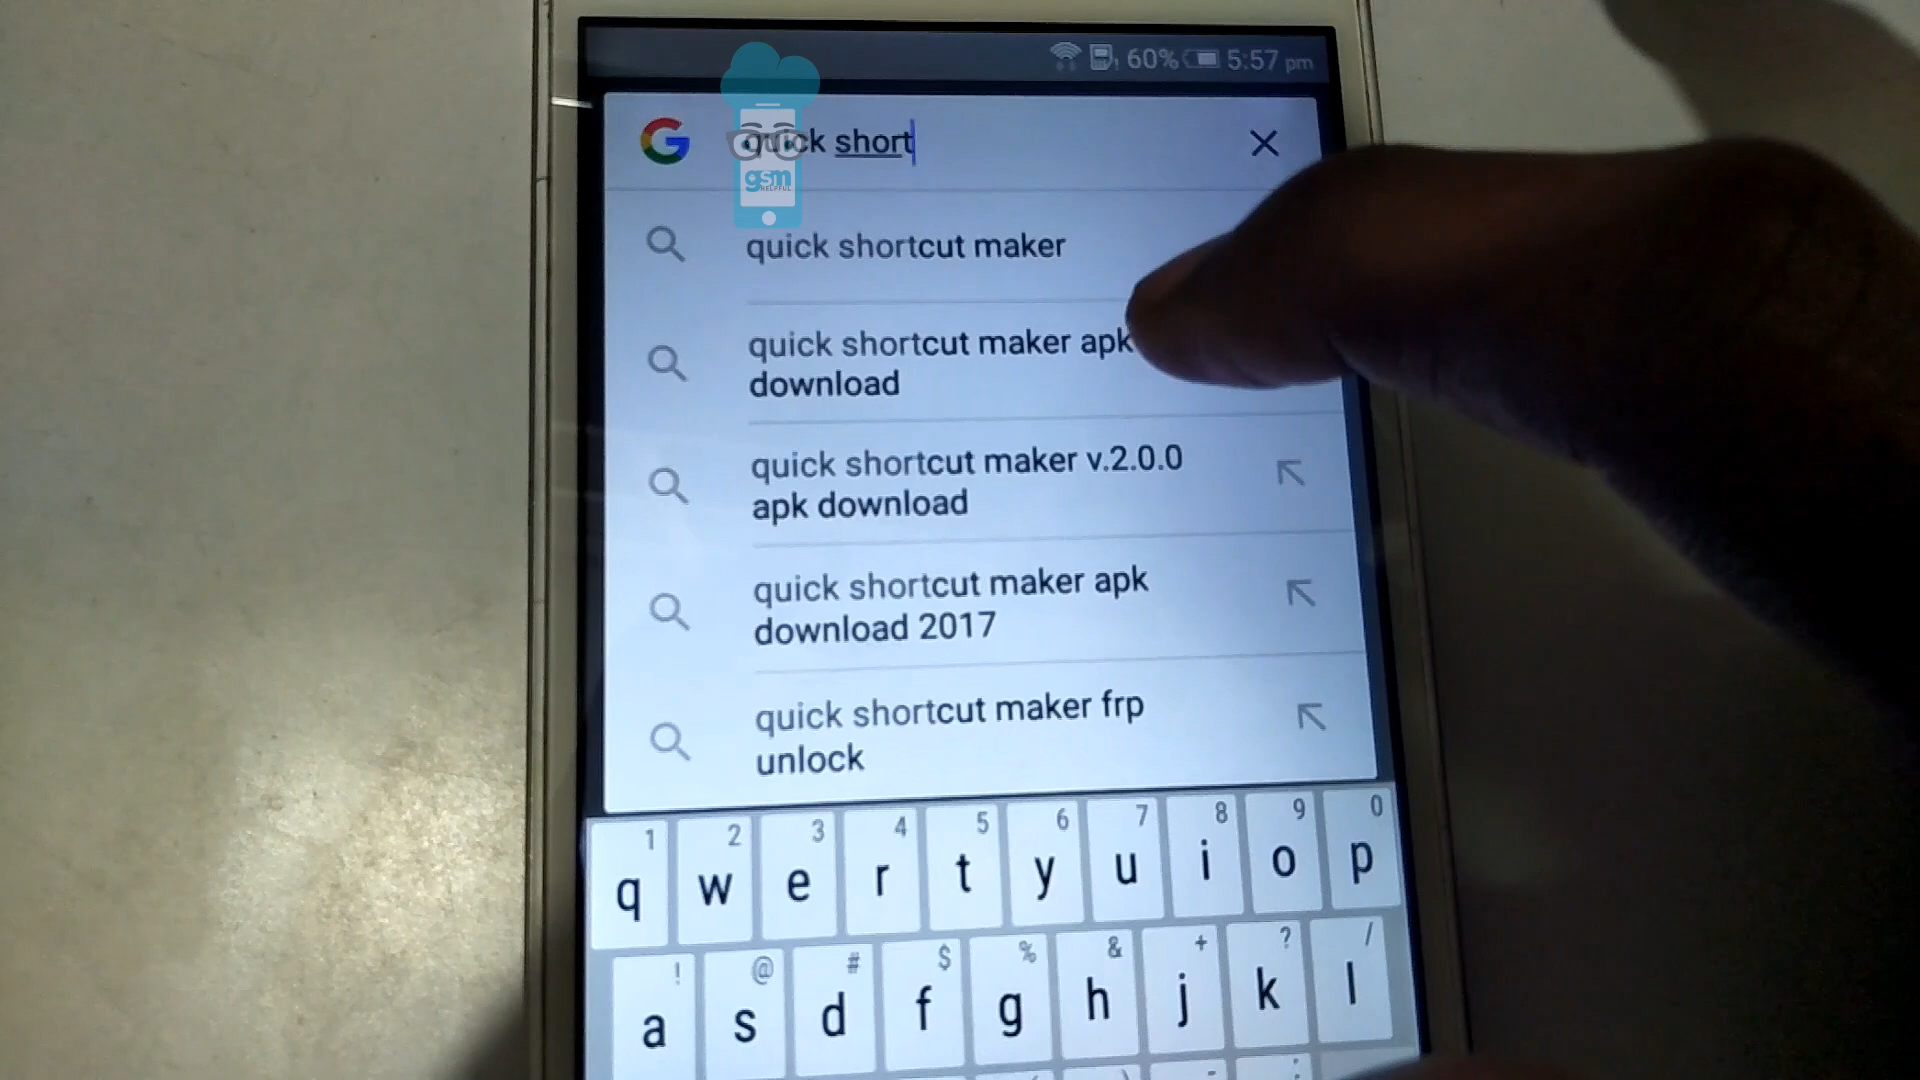 60% 5:57 pm
quick short
gsm
HELPFUL
quick shortcut maker
quick shortcut maker apk
download
quick shortcut maker v.2.0.0
apk download
quick shortcut maker apk
download 2017
quick shortcut maker frp
unlock
1 2 3 4 5 6 7 8 9 0
q w e r t y u i o p
! @ # $ % & + ? /
a s d f g h j k l